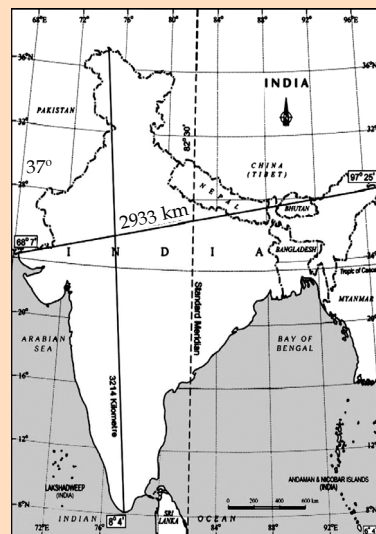 68°E
72°
76°
80°
84°
88°
92°
96°E
36°N
36°
INDIA
PAKISTAN
32°
32°
82° 30'
CHINA
(TIBET)
37°
28°
NEPAL
97° 25'
BHUTAN
2933 km
68° 7'
INDIA
BANGLADESH
24
Tropic of Cancer
MYANMAR
20°
20°
Standard Meridian
ARABIAN
SEA
BAY OF
BENGAL
16°
16°
3214 Kilometre
12°
12°
LAKSHADWEEP
(INDIA)
ANDAMAN & NICOBAR ISLANDS
(INDIA)
8°N
8°N
0 200 400 600 km
SRI
LANKA
INDIAN OCEAN
72°E
8° 4'
80°
84°
88°
92°E